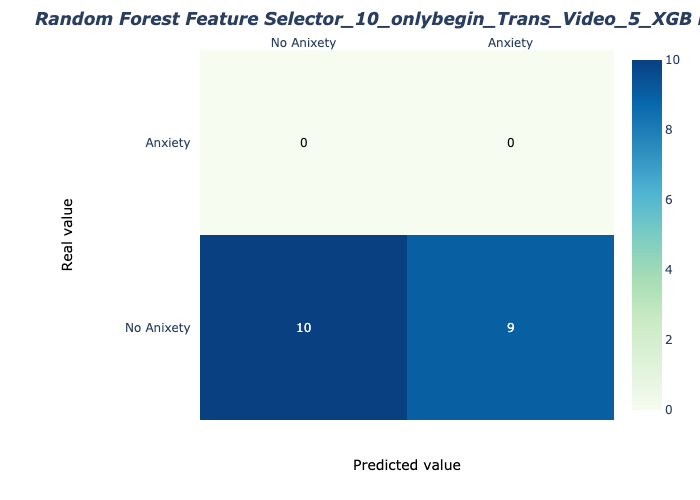 Random Forest Feature Selector_10_onlybegin_Trans_Video_5_XGB
No Anixety Anxiety
10
Anxiety 0 0
8
6
Real value
4
No Anixety 10 9
2
0
Predicted value